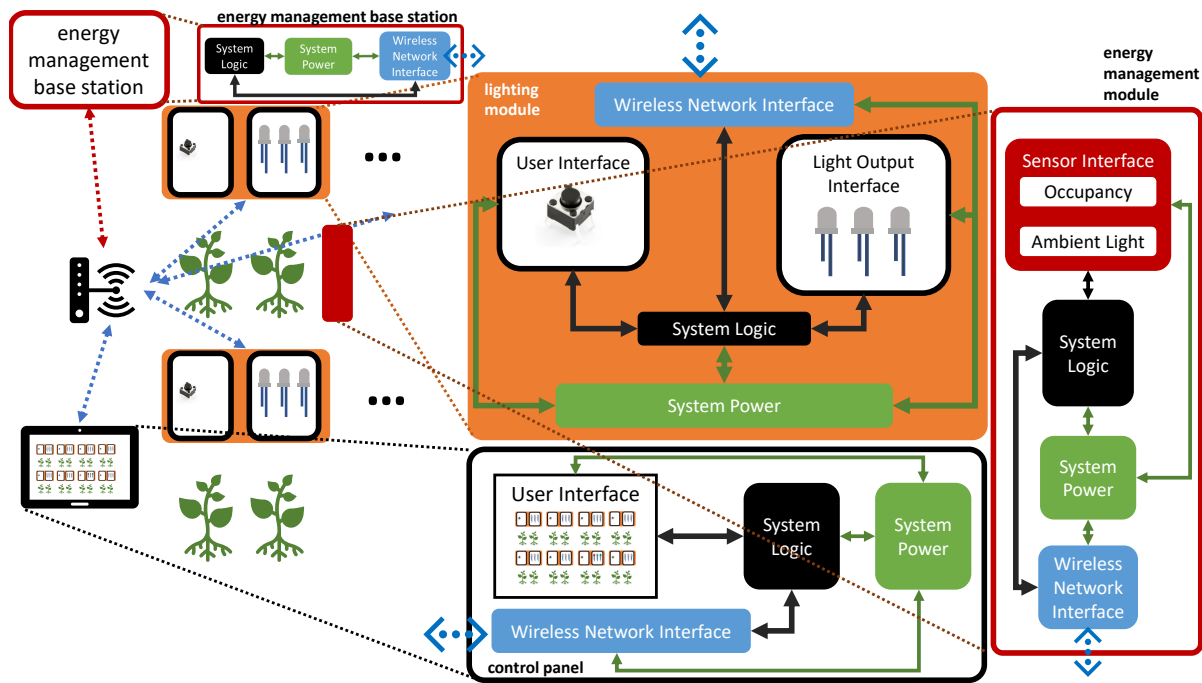 energy management base station
energy
management
base station
System
Logic
System
Power
Wireless
Network
Interface
energy
management
module
lighting
module
Wireless Network Interface
User Interface
Light Output
Interface
System Logic
System Power
Sensor Interface
Occupancy
Ambient Light
System
Logic
System
Power
Wireless
Network
Interface
User Interface
System
Logic
System
Power
Wireless Network Interface
control panel